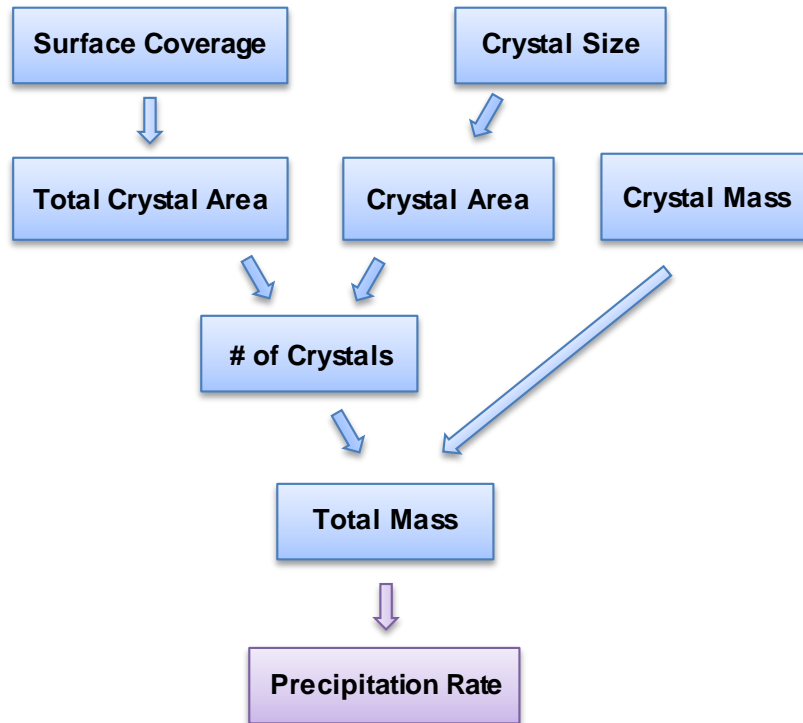 Surface Coverage
Crystal Size
Total Crystal Area
Crystal Area
Crystal Mass
# of Crystals
Total Mass
Precipitation Rate